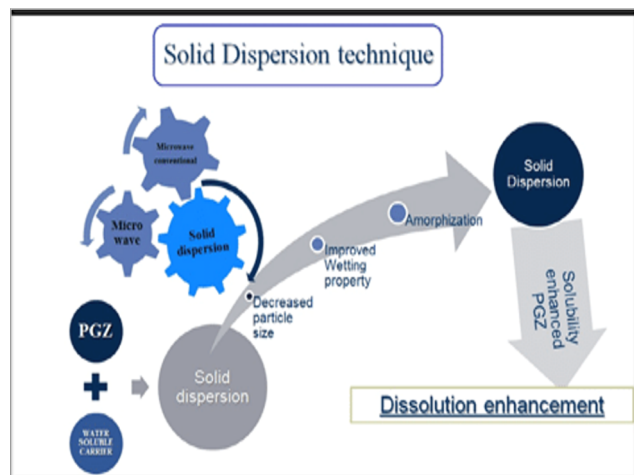 Solid Dispersion technique
Microwave
conventional
Micro
wave
Solid
dispersion
PGZ
WATER
SOLUBLE
CARRIER
Solid
dispersion
Decreased
particle
size
Improved
Wetting
property
Amorphization
Solid
Dispersion
Solubility
enhanced
PGZ
Dissolution enhancement